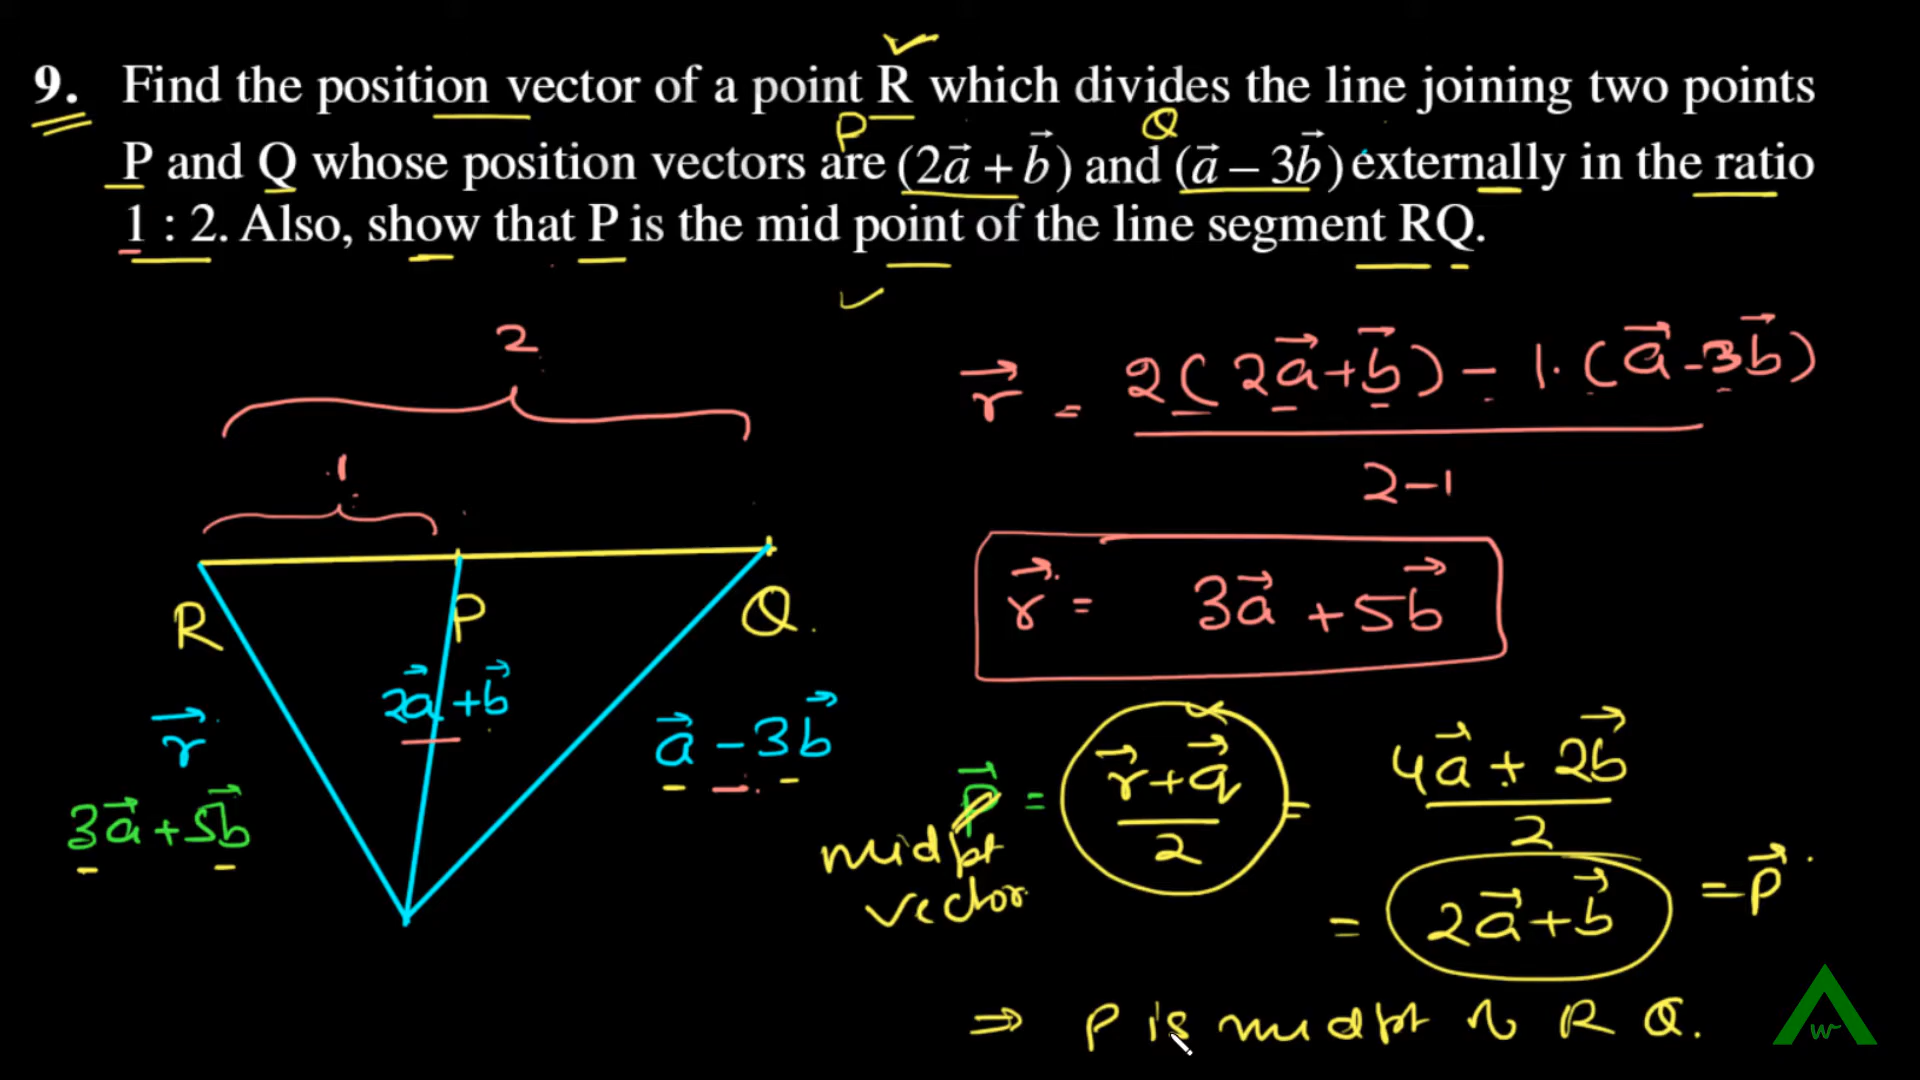 9. Find the position vector of a point R which divides the line joining two points
P Q
P and Q whose position vectors are (2a⃗ + b⃗) and (a⃗ – 3b⃗) externally in the ratio
1 : 2. Also, show that P is the mid point of the line segment RQ.
2
1
R P Q
r⃗
2a⃗ + b⃗
a⃗ - 3b⃗
3a⃗ + 5b⃗
r⃗ = 2(2a⃗ + b⃗) - 1·(a⃗ - 3b⃗)
2-1
r⃗ = 3a⃗ + 5b⃗
p⃗ = r⃗ + q⃗ = 4a⃗ + 2b⃗
2 2
midpt
vector
= 2a⃗ + b⃗ = p⃗
⇒ P is midpt of R Q.
w